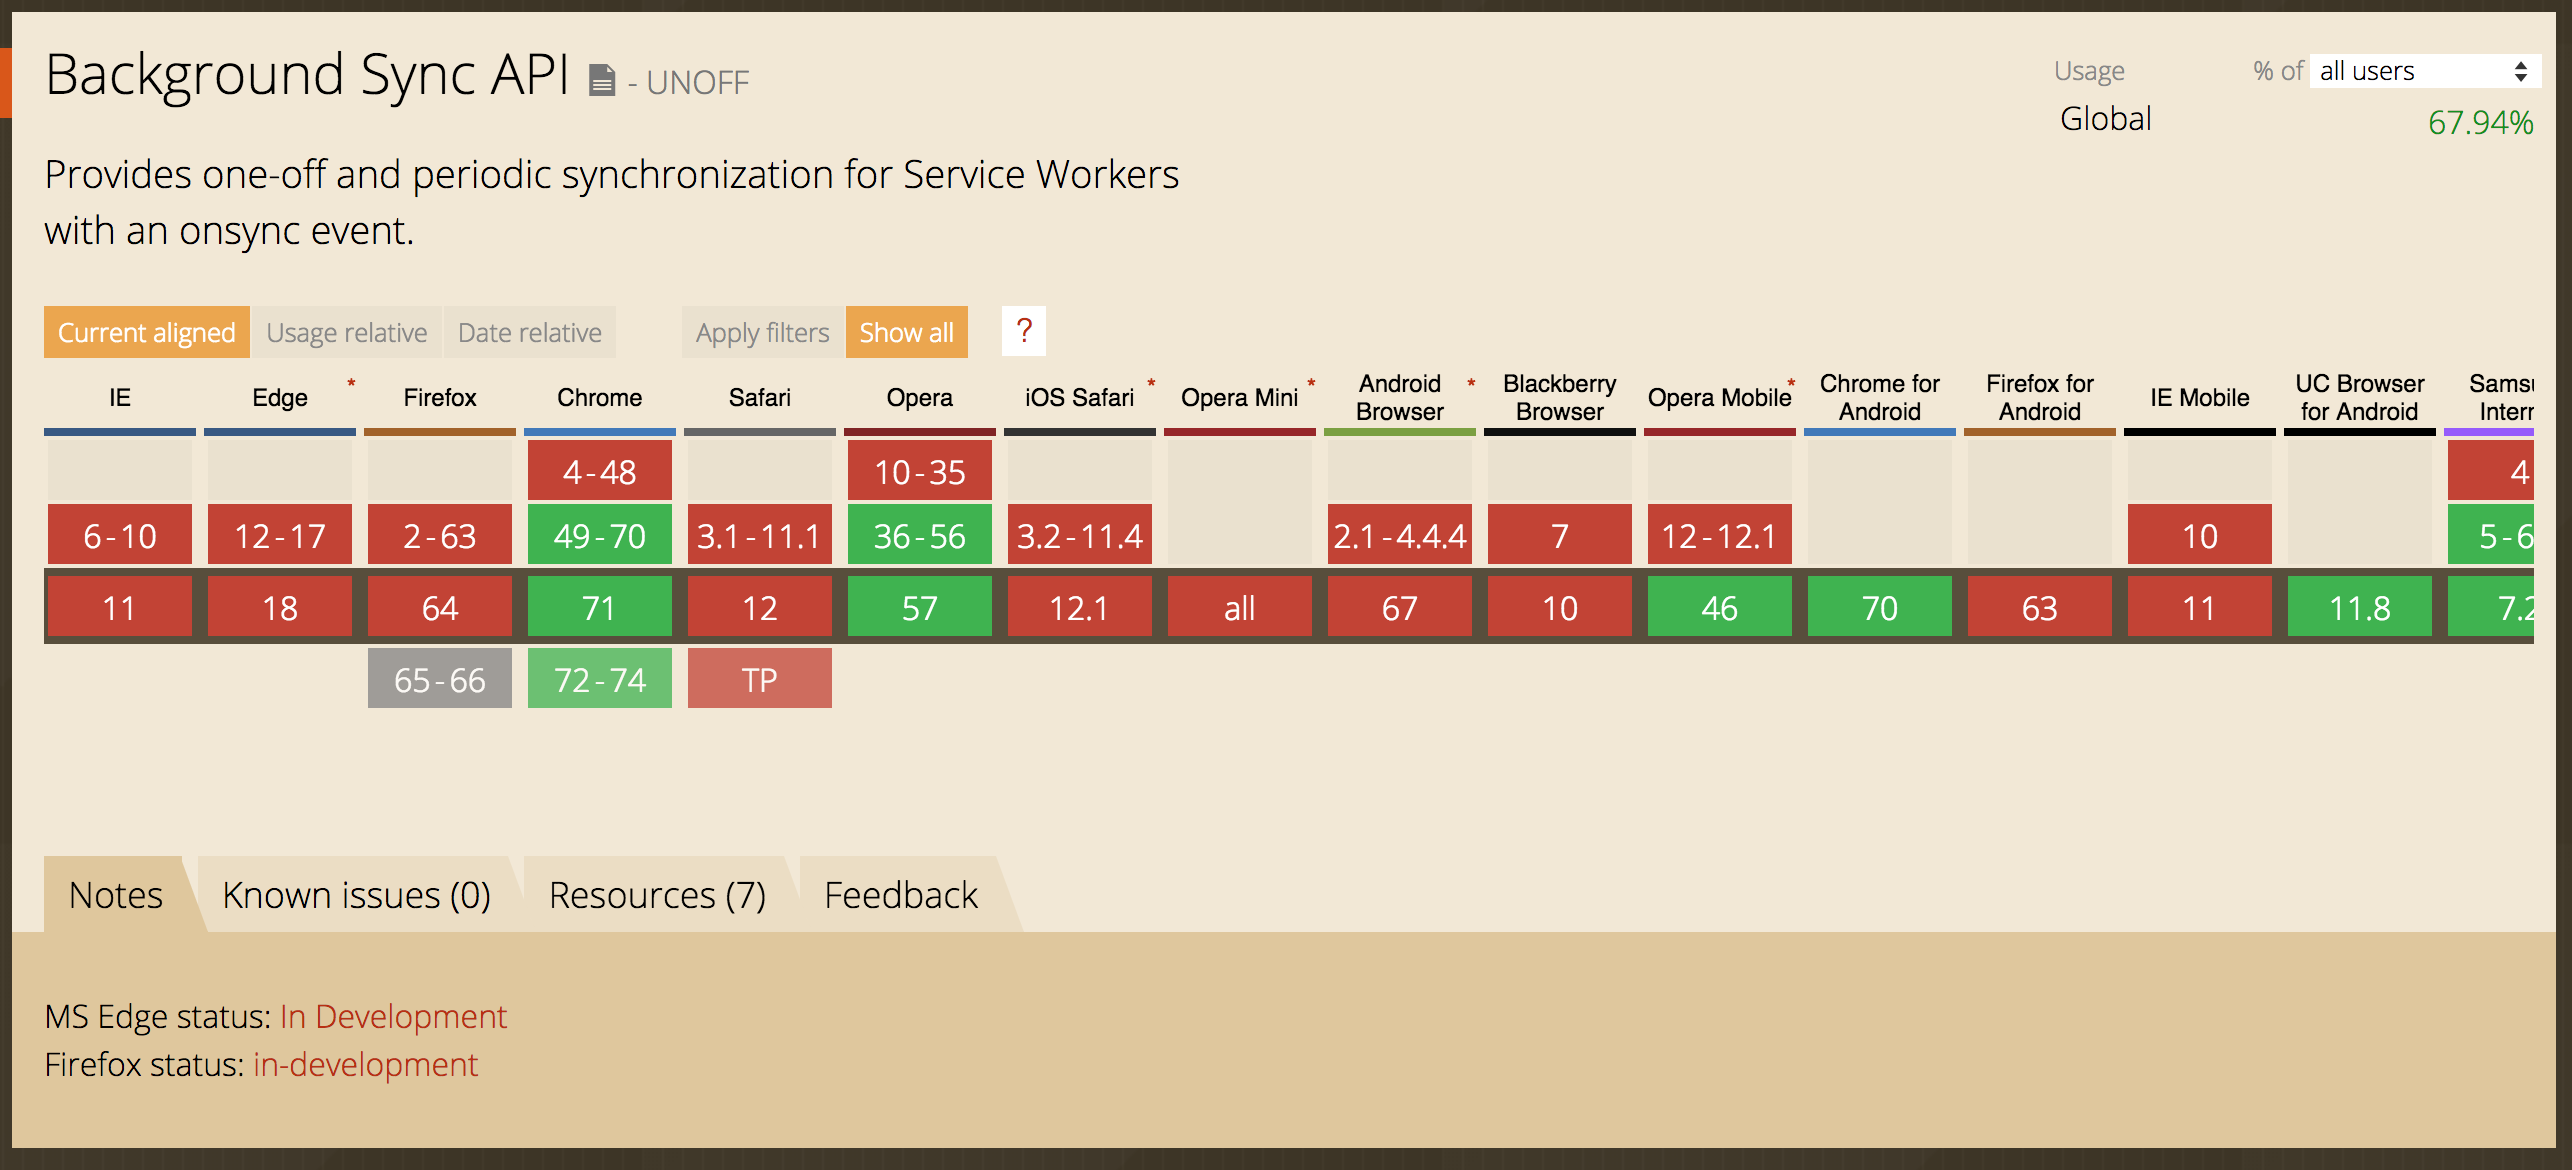 Background Sync API - UNOFF
Usage % of all users
Global 67.94%
Provides one-off and periodic synchronization for Service Workers
with an onsync event.
Current aligned Usage relative Date relative Apply filters Show all ?
IE Edge * Firefox Chrome Safari Opera iOS Safari * Opera Mini * Android Browser * Blackberry Browser Opera Mobile * Chrome for Android Firefox for Android IE Mobile UC Browser for Android
4-48 10-35 4
6-10 12-17 2-63 49-70 3.1-11.1 36-56 3.2-11.4 2.1-4.4.4 7 12-12.1 10 5-6
11 18 64 71 12 57 12.1 all 67 10 46 70 63 11 11.8 7.2
65-66 72-74 TP
Notes Known issues (0) Resources (7) Feedback
MS Edge status: In Development
Firefox status: in-development